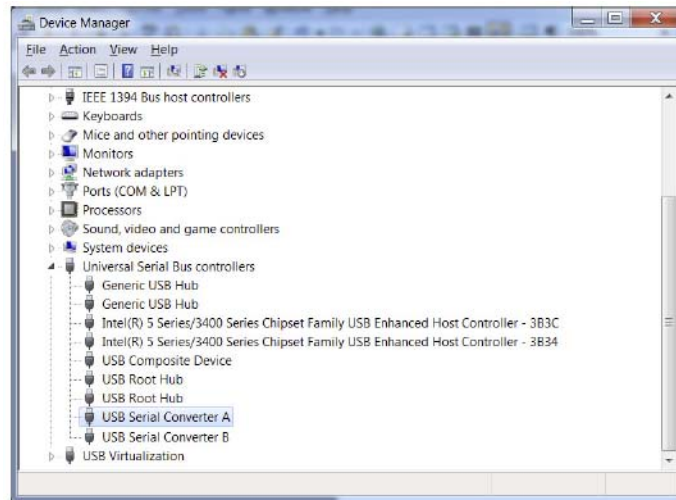 Device Manager
File Action View Help
IEEE 1394 Bus host controllers
Keyboards
Mice and other pointing devices
Monitors
Network adapters
Ports (COM & LPT)
Processors
Sound, video and game controllers
System devices
Universal Serial Bus controllers
Generic USB Hub
Generic USB Hub
Intel(R) 5 Series/3400 Series Chipset Family USB Enhanced Host Controller - 3B3C
Intel(R) 5 Series/3400 Series Chipset Family USB Enhanced Host Controller - 3B34
USB Composite Device
USB Root Hub
USB Root Hub
USB Serial Converter A
USB Serial Converter B
USB Virtualization